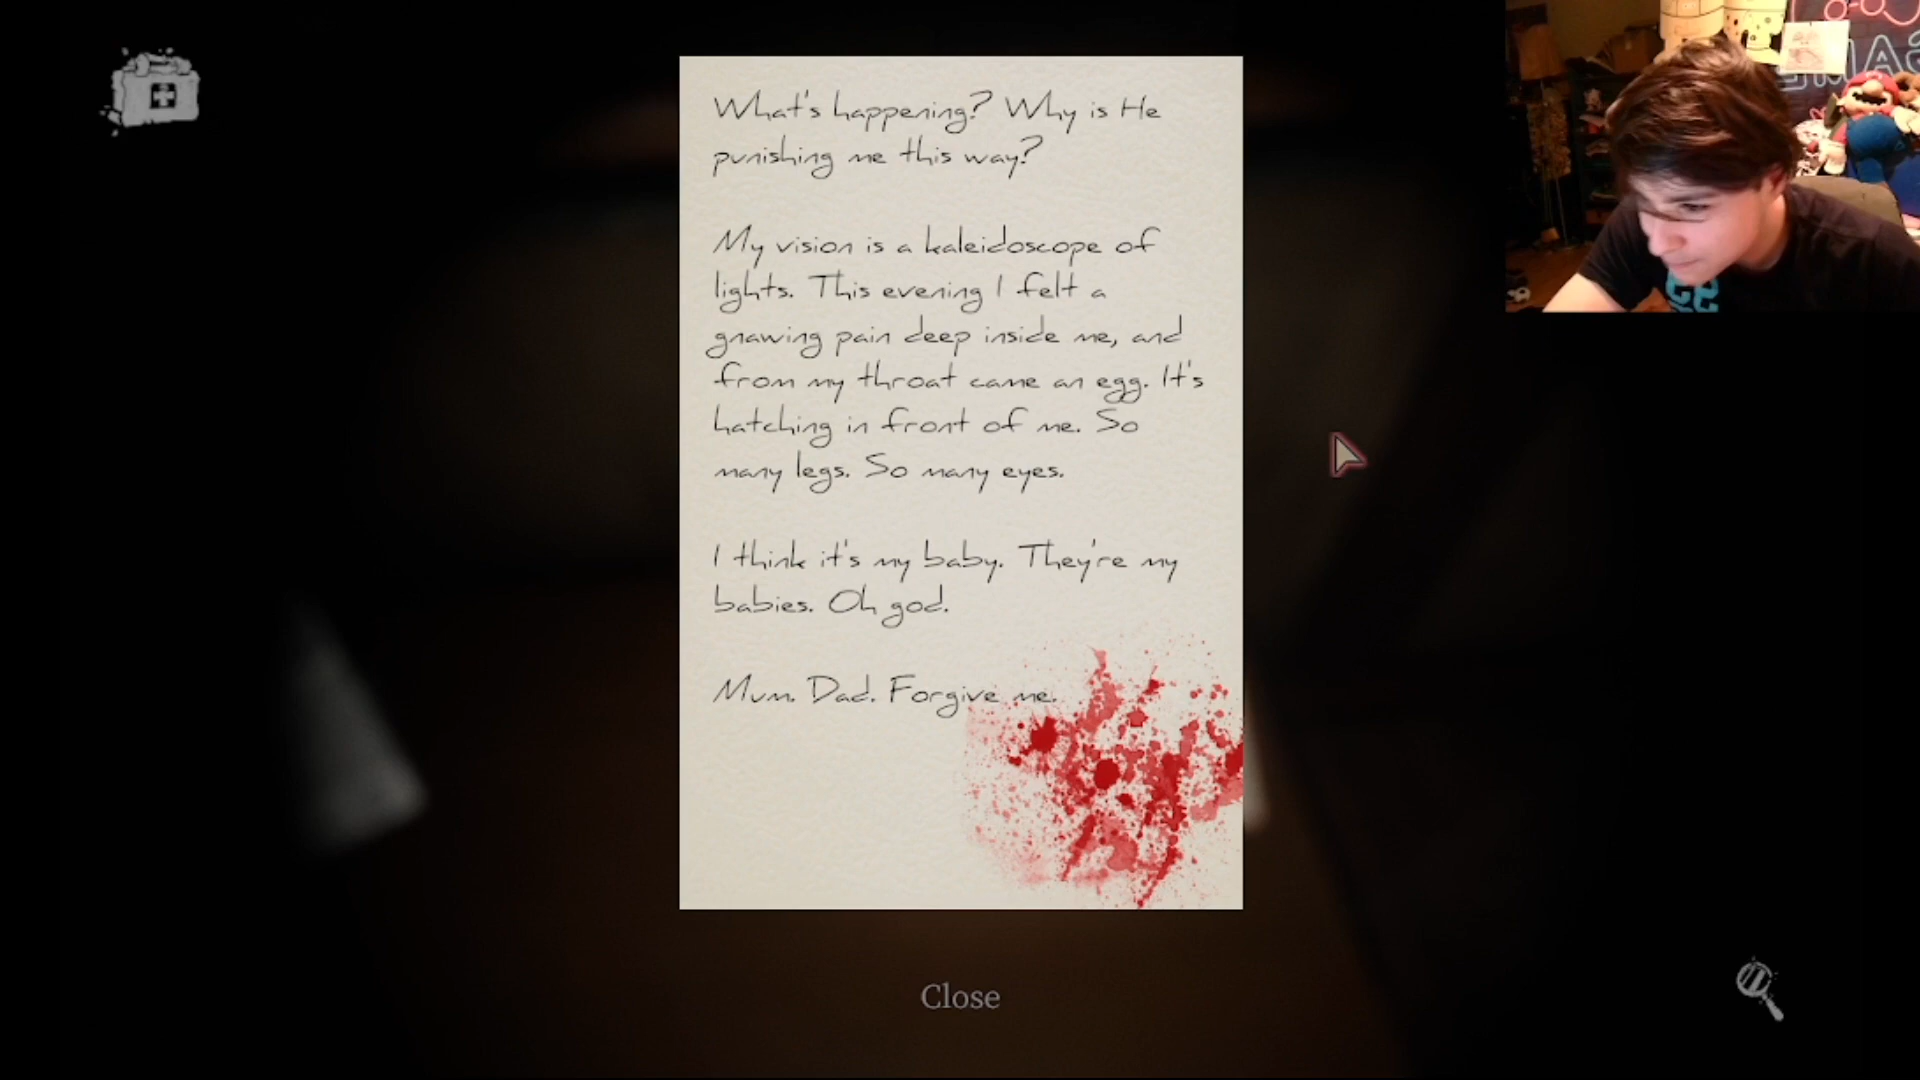 What's happening? Why is He
punishing me this way?
My vision is a kaleidoscope of
lights. This evening I felt a
gnawing pain deep inside me, and
from my throat came an egg. It's
hatching in front of me. So
many legs. So many eyes.
I think it's my baby. They're my
babies. Oh god.
Mum. Dad. Forgive me.
Close